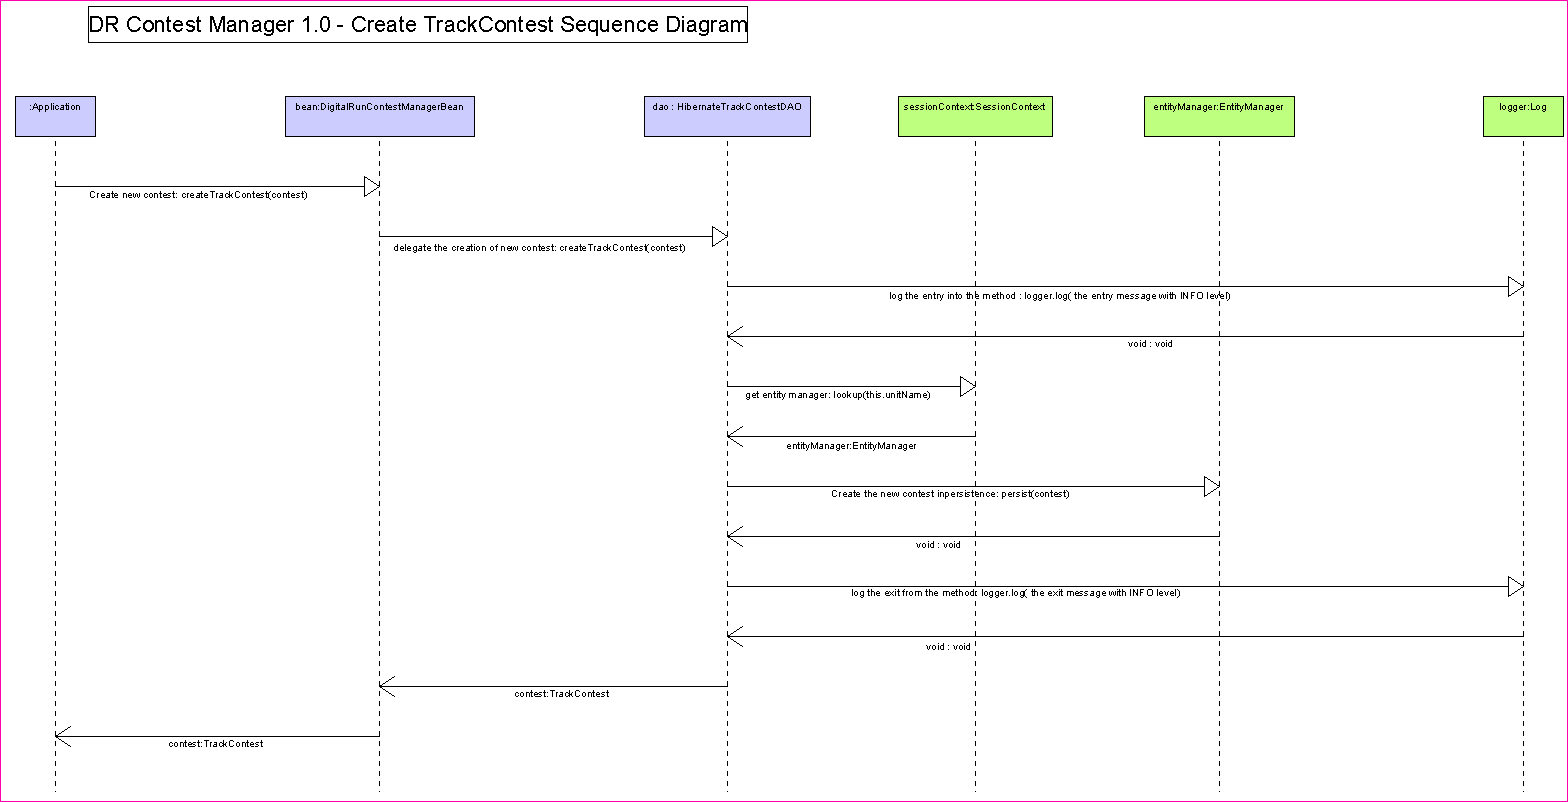 DR Contest Manager 1.0 - Create TrackContest Sequence Diagram
:Application
bean:DigitalRunContestManagerBean
dao : HibernateTrackContestDAO
sessionContext:SessionContext
entityManager:EntityManager
logger:Log
Create new contest: createTrackContest(contest)
delegate the creation of new contest: createTrackContest(contest)
log the entry into the method : logger.log( the entry message with INFO level)
void : void
get entity manager: lookup(this.unitName)
entityManager:EntityManager
Create the new contest inpersistence: persist(contest)
void : void
log the exit from the method: logger.log( the exit message with INFO level)
void : void
contest:TrackContest
contest:TrackContest